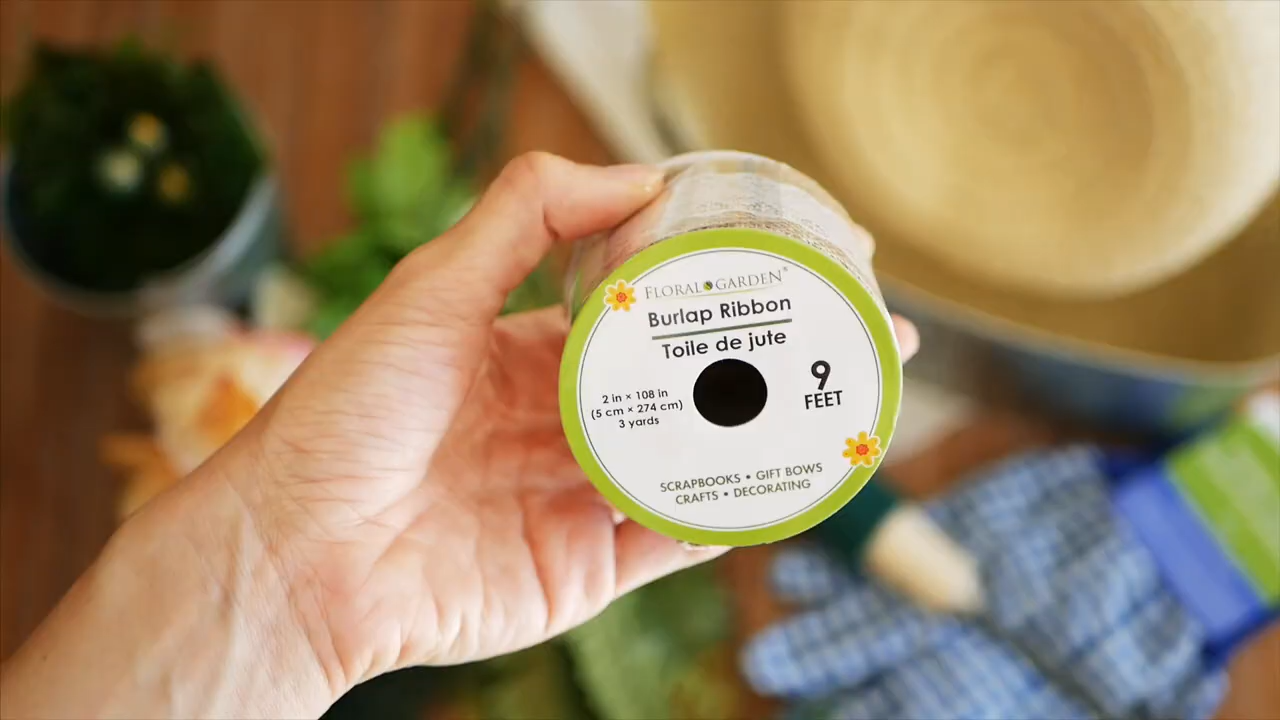 FLORAL GARDEN®
Burlap Ribbon
Toile de jute
2 in × 108 in
(5 cm × 274 cm)
3 yards
9
FEET
SCRAPBOOKS • GIFT BOWS
CRAFTS • DECORATING